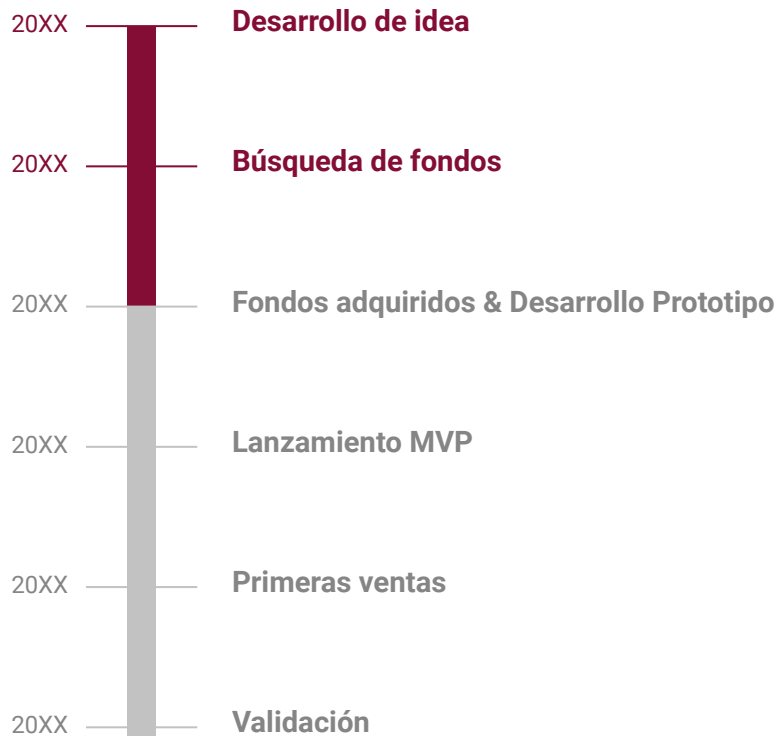 20XX Desarrollo de idea
20XX Búsqueda de fondos
20XX Fondos adquiridos & Desarrollo Prototipo
20XX Lanzamiento MVP
20XX Primeras ventas
20XX Validación